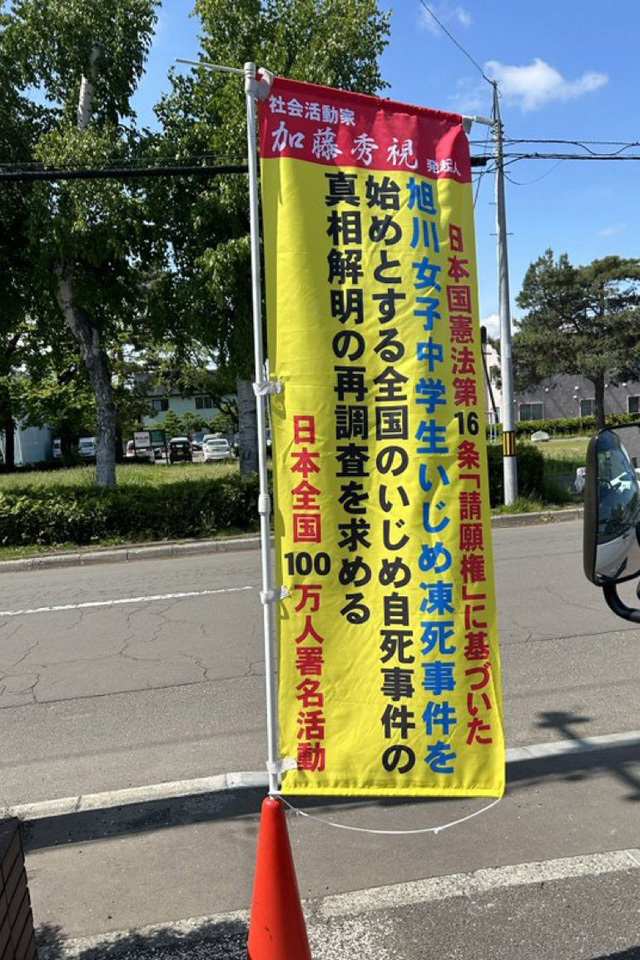 社会活動家
加藤秀視 発起人
日本国憲法第16条「請願権」に基づいた
旭川女子中学生いじめ凍死事件を
始めとする全国のいじめ自死事件の
真相解明の再調査を求める
日本全国100万人署名活動